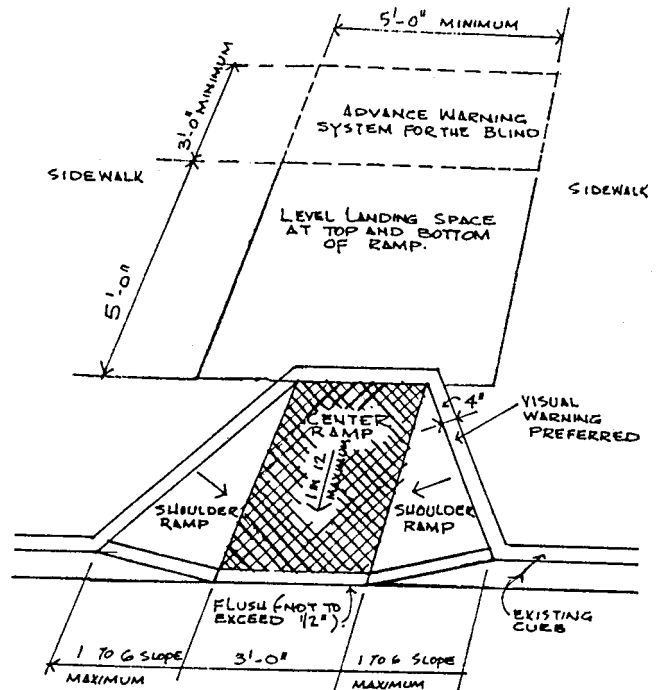 5'-0" MINIMUM
3'-0" MINIMUM
ADVANCE WARNING
SYSTEM FOR THE BLIND
SIDEWALK
SIDEWALK
LEVEL LANDING SPACE
AT TOP AND BOTTOM
OF RAMP.
5'-0"
4"
VISUAL
WARNING
PREFERRED
CENTER
RAMP
1 IN 12
MAXIMUM
SHOULDER
RAMP
SHOULDER
RAMP
FLUSH (NOT TO
EXCEED 1/2").
EXISTING
CURB
1 TO 6 SLOPE
MAXIMUM
3'-0"
1 TO 6 SLOPE
MAXIMUM